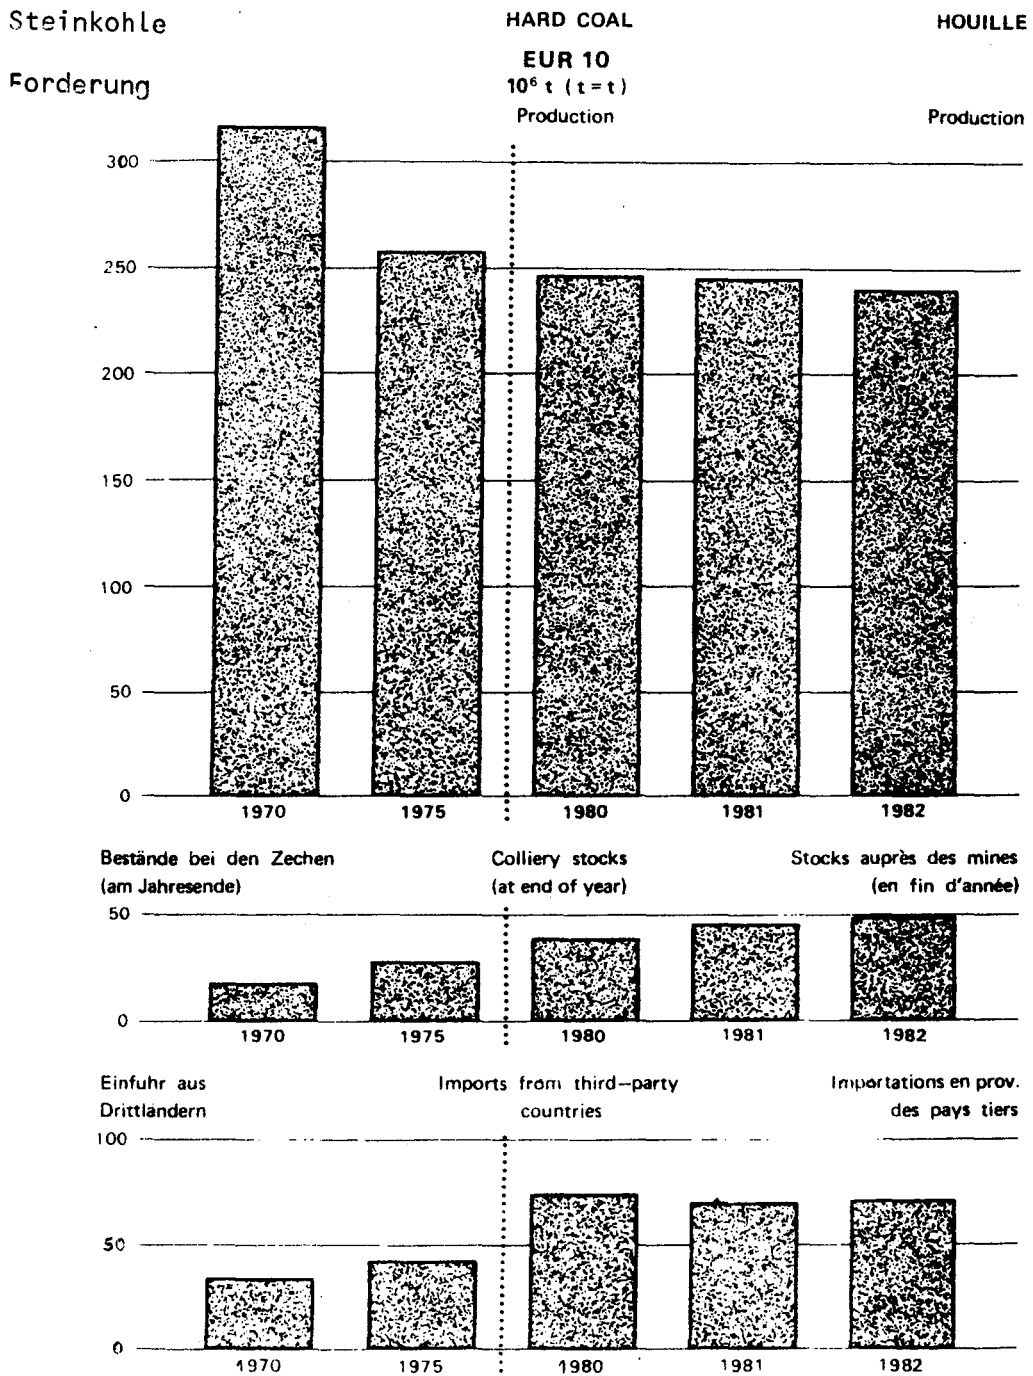 Steinkohle HARD COAL HOUILLE
EUR 10
Forderung 10⁶ t (t=t)
Production Production
300
250
200
150
100
50
0
1970 1975 1980 1981 1982
Bestände bei den Zechen Colliery stocks Stocks auprès des mines
(am Jahresende) (at end of year) (en fin d'année)
50
0
1970 1975 1980 1981 1982
Einfuhr aus Imports from third-party Importations en prov.
Drittländern countries des pays tiers
100
50
0
1970 1975 1980 1981 1982